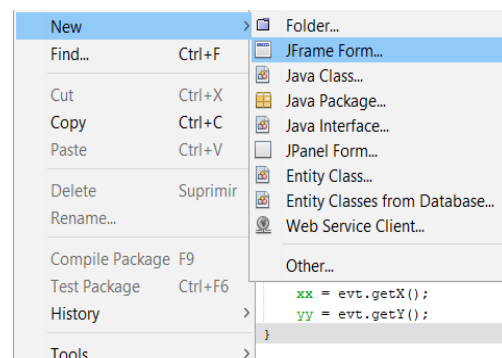 New
Find... Ctrl+F
Cut Ctrl+X
Copy Ctrl+C
Paste Ctrl+V
Delete Suprimir
Rename...
Compile Package F9
Test Package Ctrl+F6
History
Tools
Folder...
JFrame Form...
Java Class...
Java Package...
Java Interface...
JPanel Form...
Entity Class...
Entity Classes from Database...
Web Service Client...
Other...
xx = evt.getX();
yy = evt.getY();
}